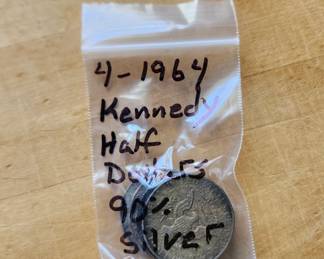 4-1964
Kennedy
Half
Dollars
90%
Silver